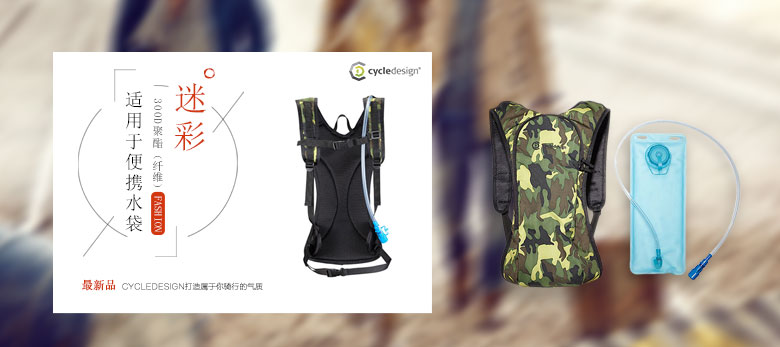 cycledesign®
迷彩
300D聚酯（纤维）
FASHION
适用于便携水袋
最新品 CYCLEDESIGN打造属于你骑行的气质